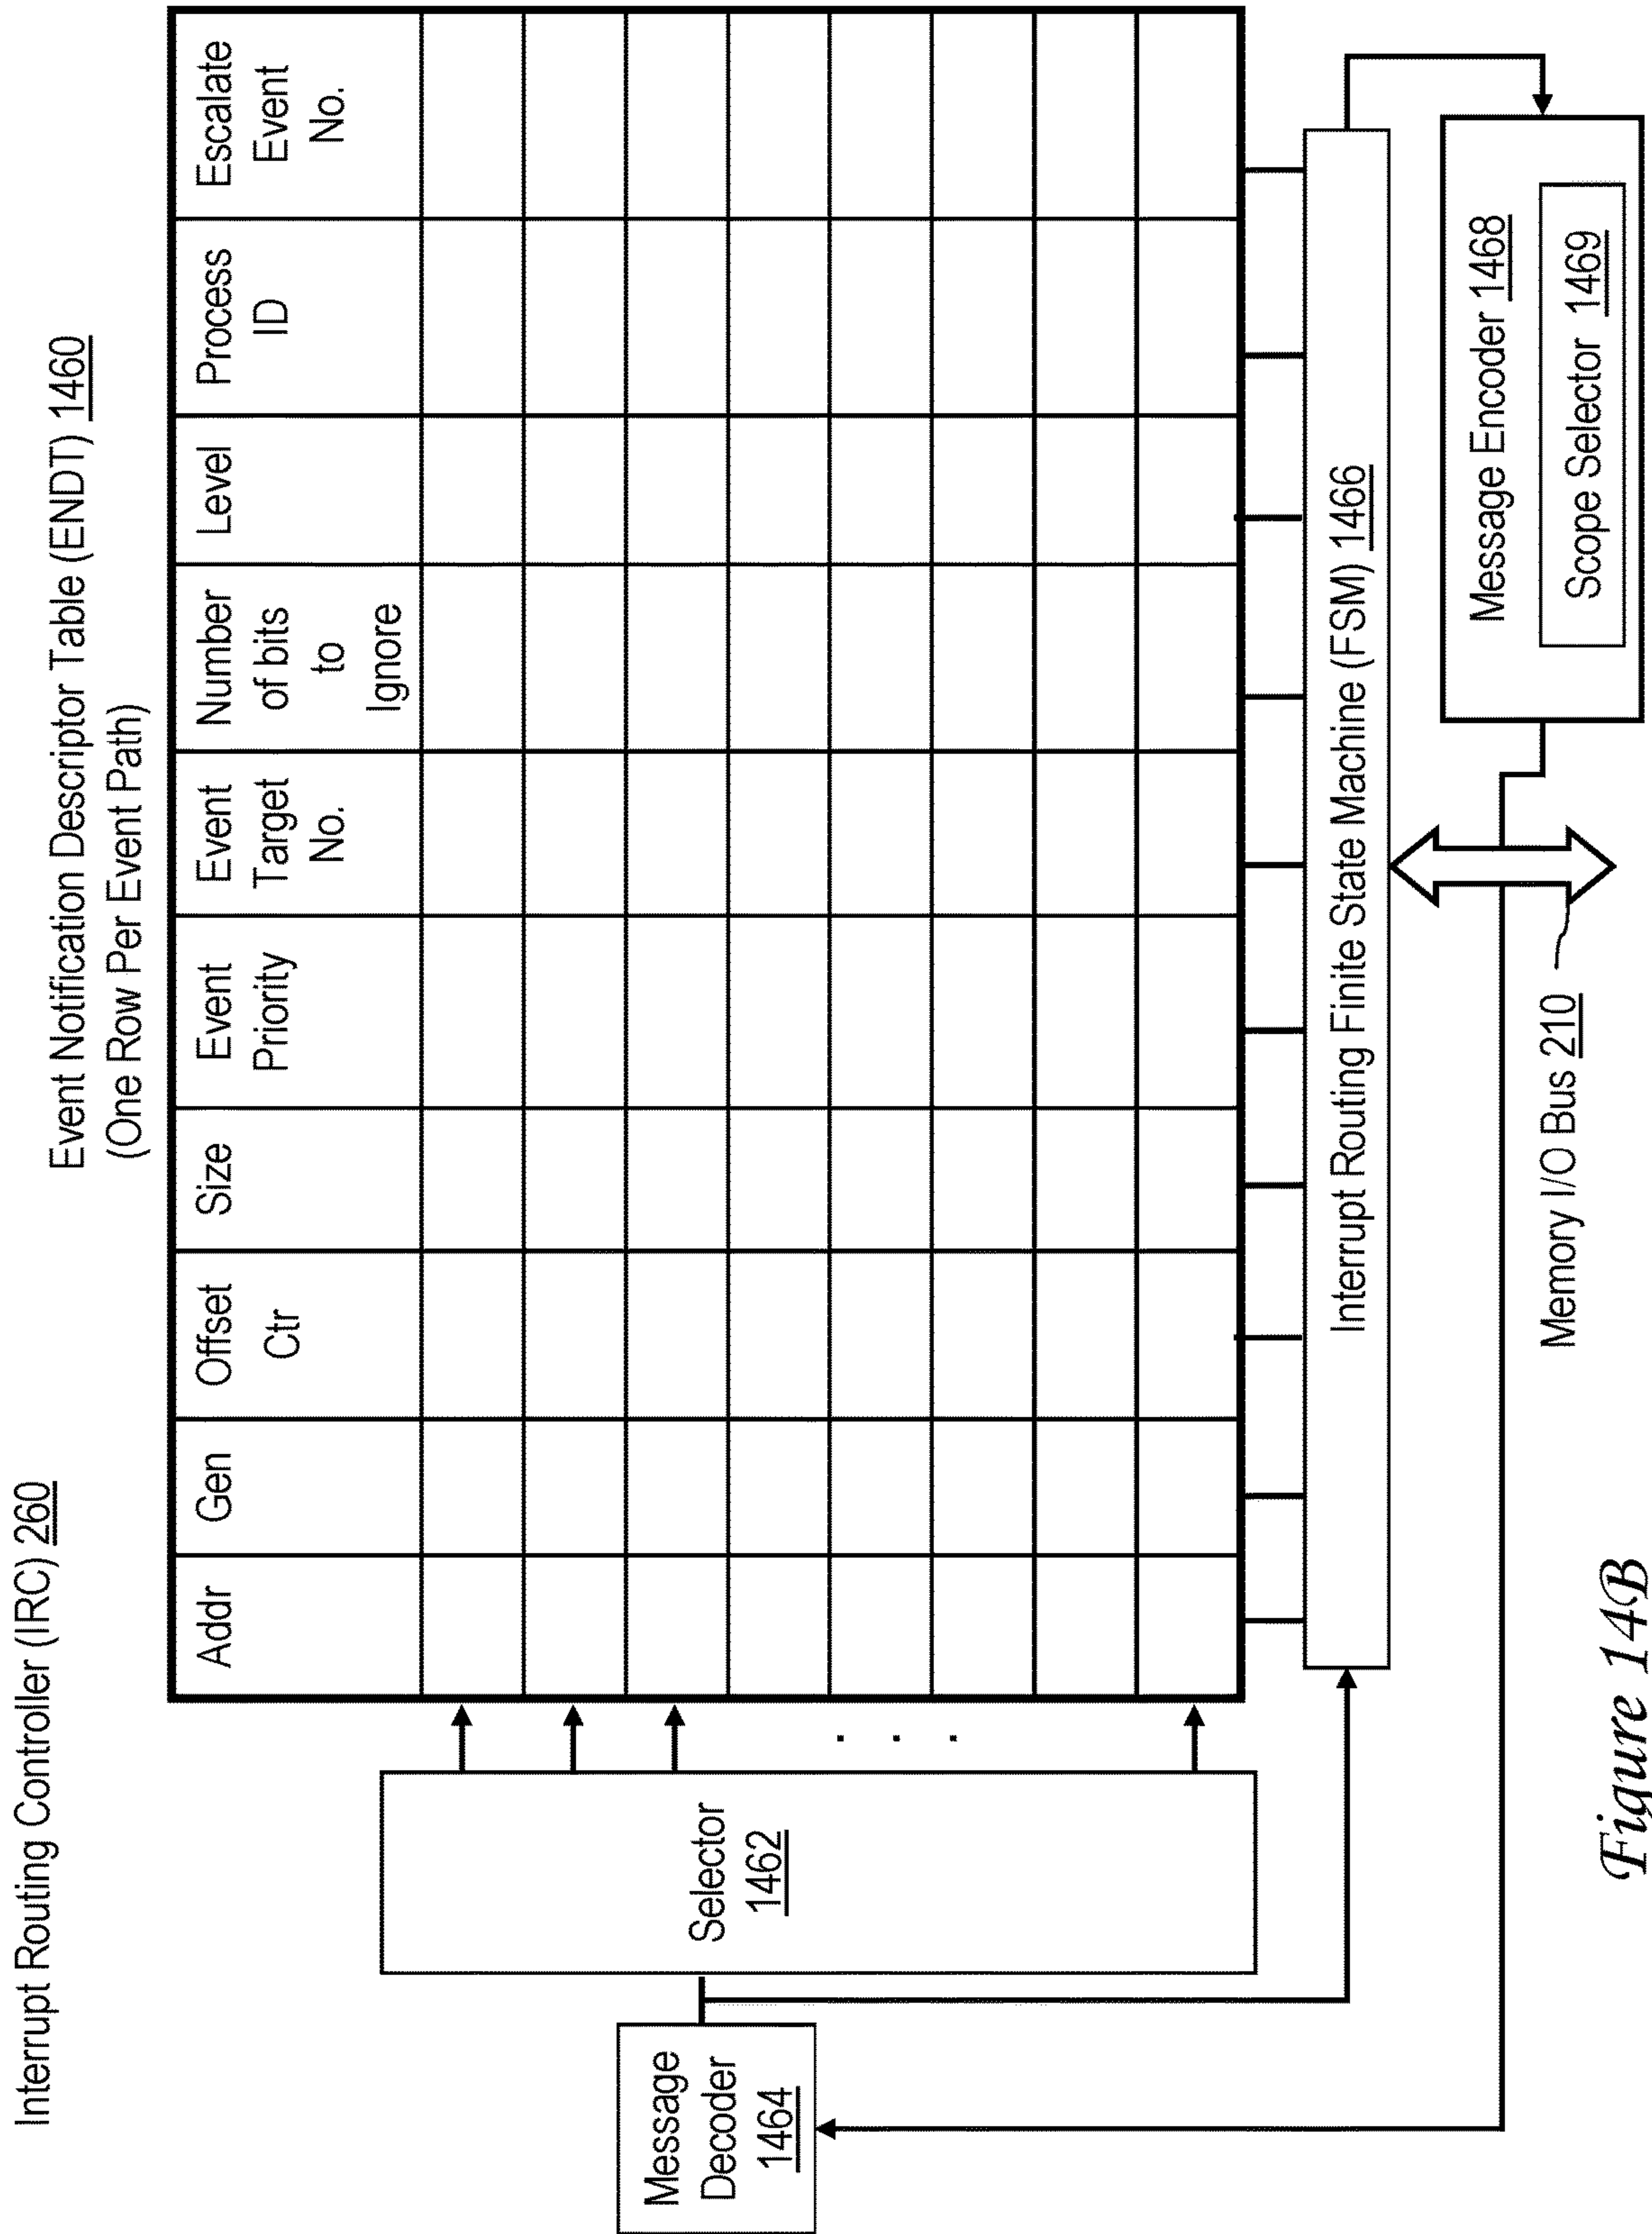 Interrupt Routing Controller (IRC) 260
Event Notification Descriptor Table (ENDT) 1460
(One Row Per Event Path)
Addr
Gen
Offset
Ctr
Size
Event
Priority
Event
Target
No.
Number
of bits
to
Ignore
Level
Process
ID
Escalate
Event
No.
Selector
1462
. . .
Message
Decoder
1464
Interrupt Routing Finite State Machine (FSM) 1466
Message Encoder 1468
Scope Selector 1469
Memory I/O Bus 210
Figure 14B